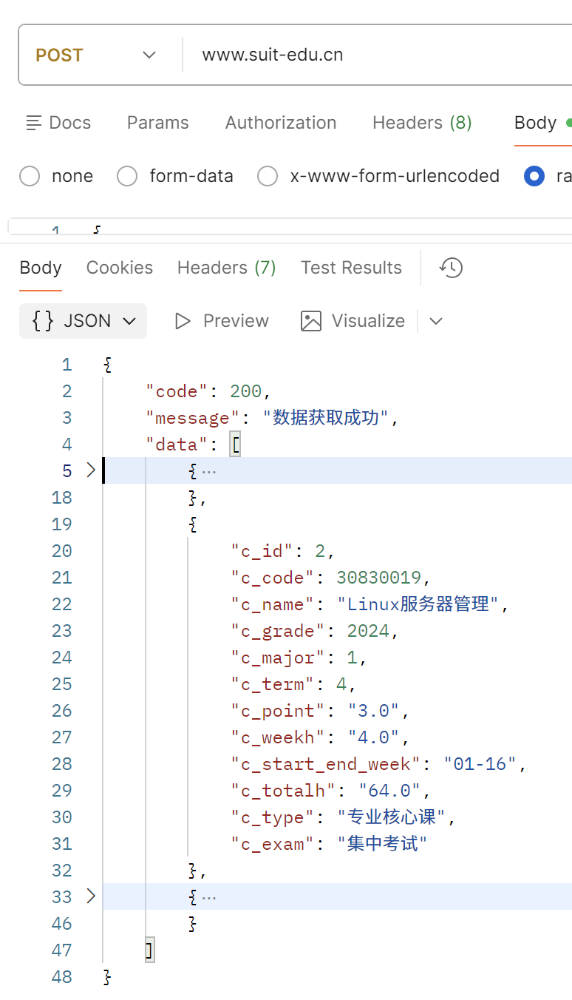 POST www.suit-edu.cn
Docs Params Authorization Headers (8) Body
none form-data x-www-form-urlencoded ra
1 {
Body Cookies Headers (7) Test Results
{} JSON Preview Visualize
1 {
2 "code": 200,
3 "message": "数据获取成功",
4 "data": [
5 { ···
18 },
19 {
20 "c_id": 2,
21 "c_code": 30830019,
22 "c_name": "Linux服务器管理",
23 "c_grade": 2024,
24 "c_major": 1,
25 "c_term": 4,
26 "c_point": "3.0",
27 "c_weekh": "4.0",
28 "c_start_end_week": "01-16",
29 "c_totalh": "64.0",
30 "c_type": "专业核心课",
31 "c_exam": "集中考试"
32 },
33 { ···
46 }
47 ]
48 }